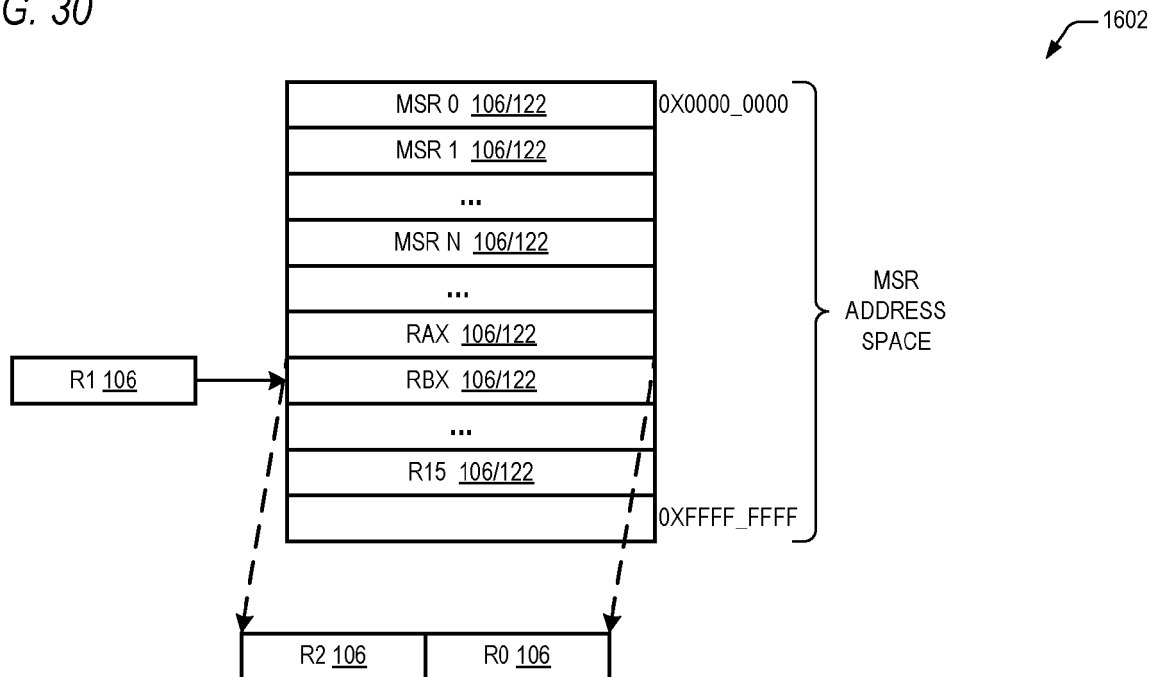 G. 30
1602
MSR 0 106/122 0X0000_0000
MSR 1 106/122
...
MSR N 106/122
...
MSR
ADDRESS
SPACE
RAX 106/122
R1 106
RBX 106/122
...
R15 106/122
0XFFFF_FFFF
R2 106 R0 106